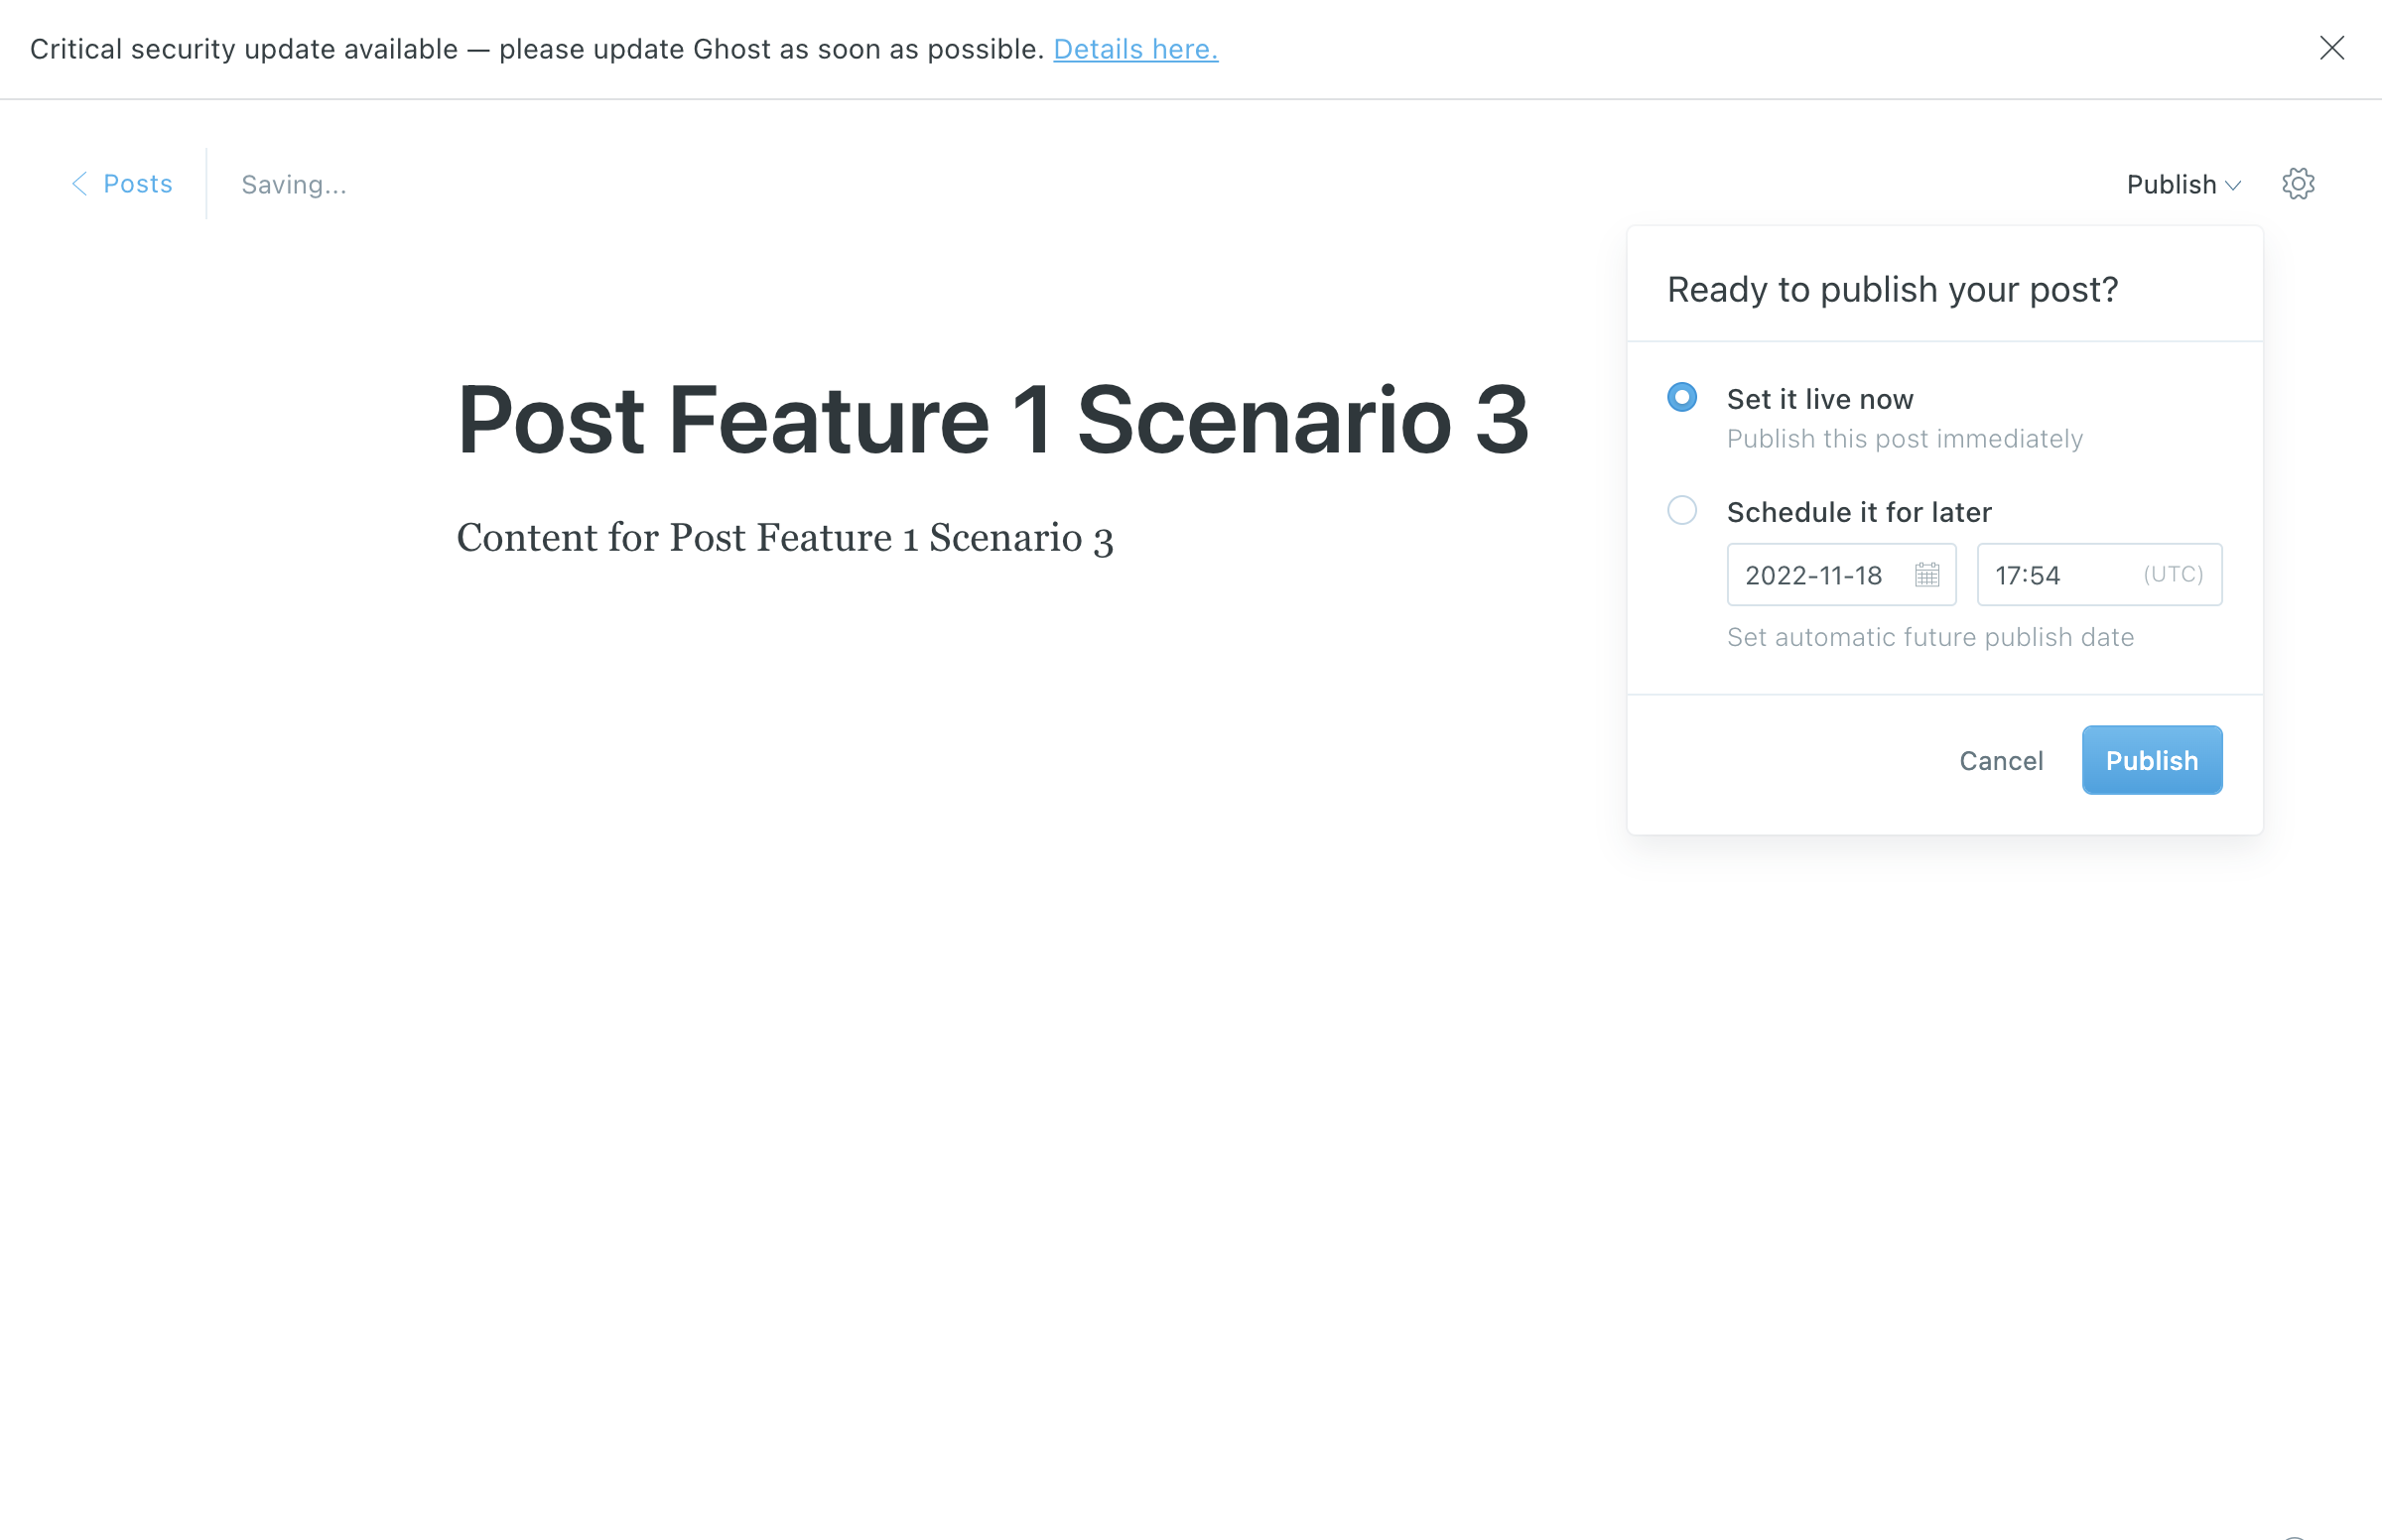 Critical security update available — please update Ghost as soon as possible. Details here.
Posts
Saving...
Publish
Ready to publish your post?
Set it live now
Publish this post immediately
Schedule it for later
2022-11-18
17:54 (UTC)
Set automatic future publish date
Cancel
Publish
Post Feature 1 Scenario 3
Content for Post Feature 1 Scenario 3